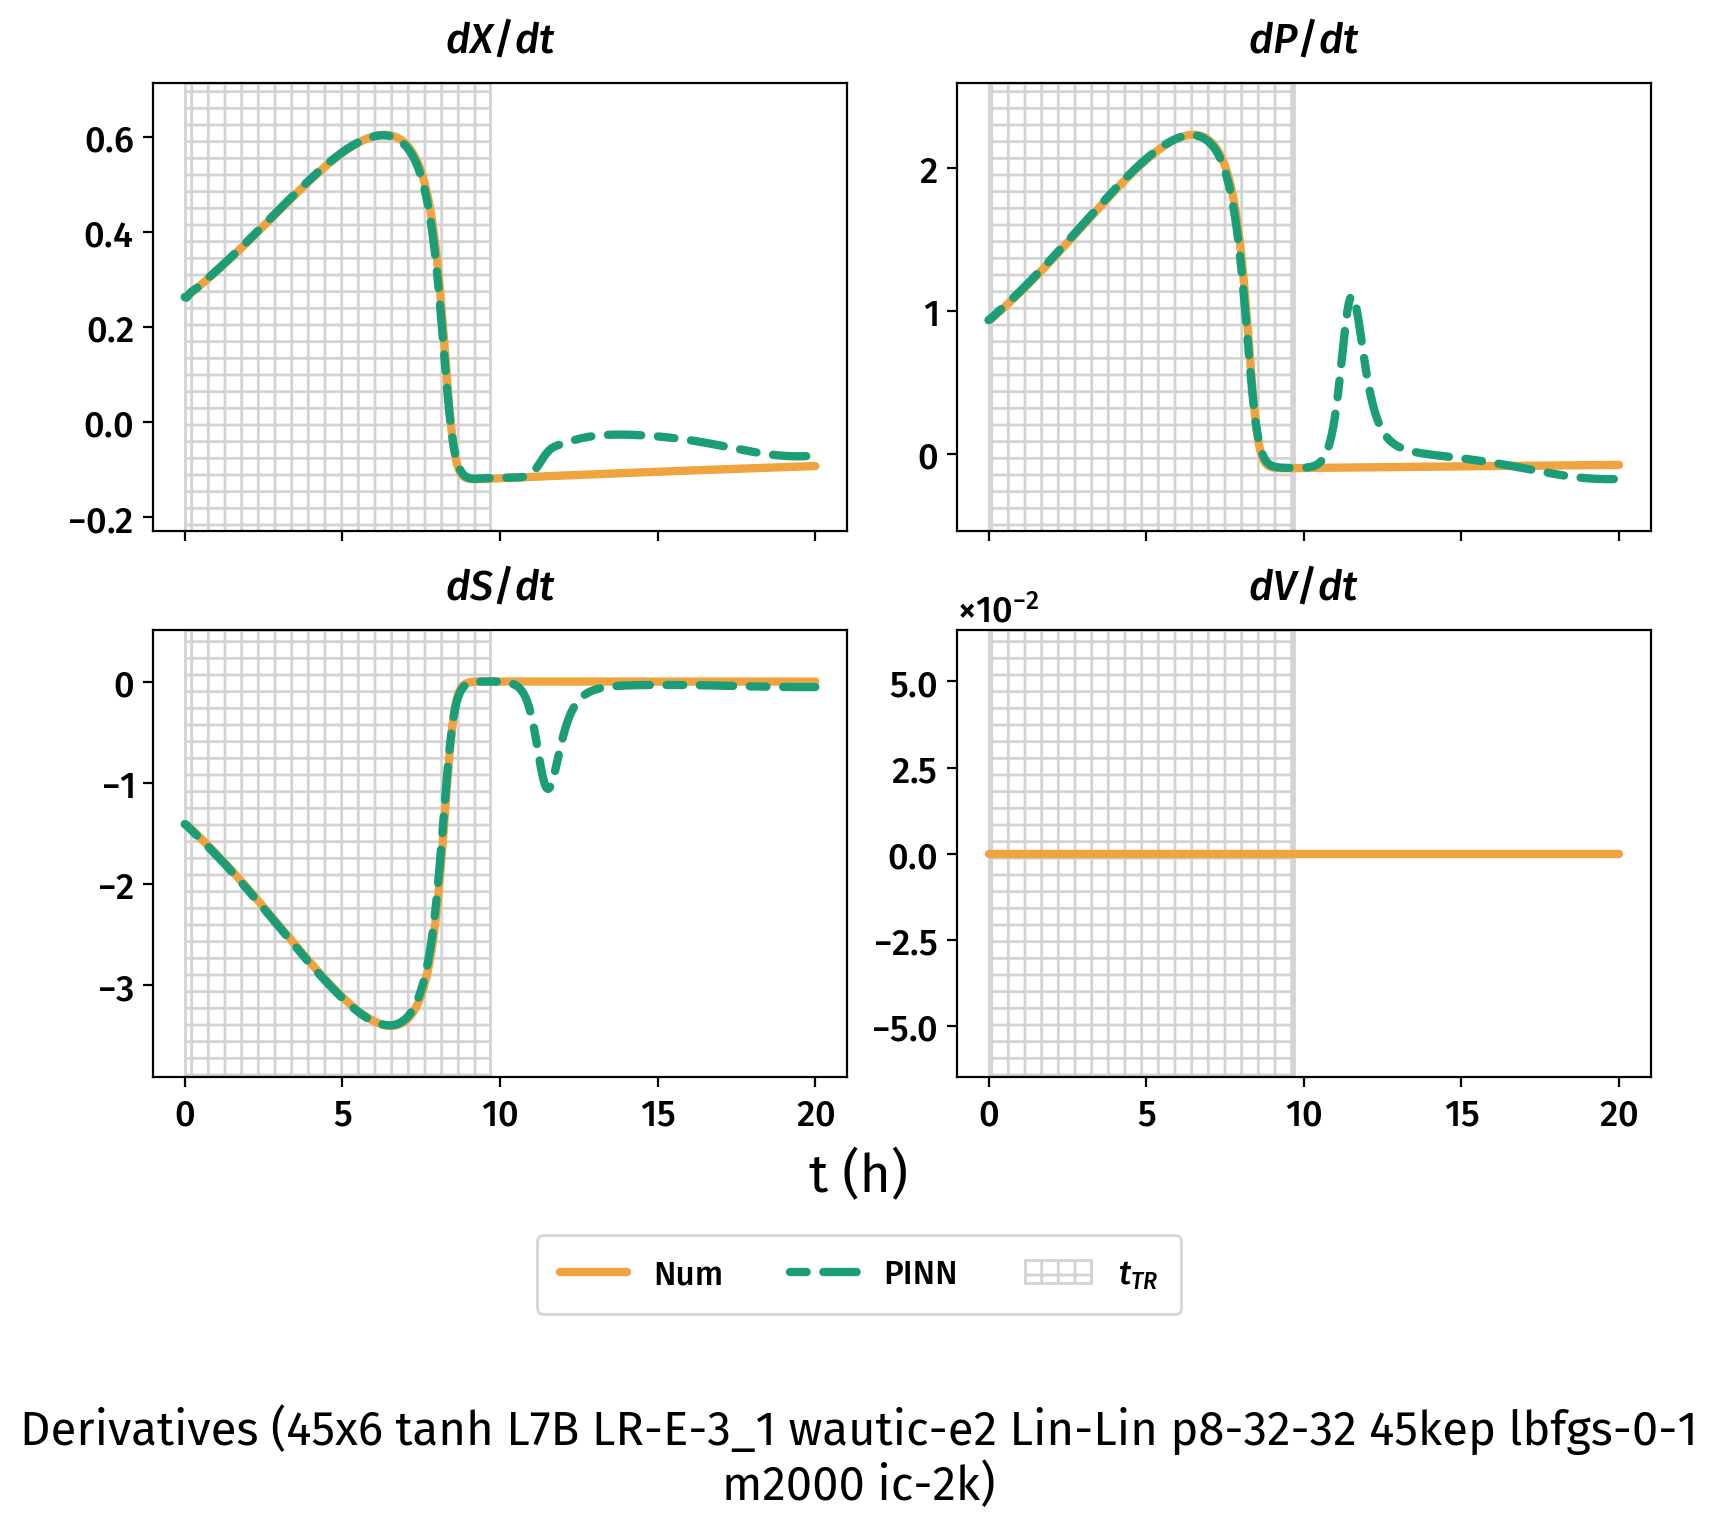 dX/dt
dP/dt
0.6
0.4
0.2
0.0
−0.2
2
1
0
dS/dt
dV/dt
×10⁻²
0
−1
−2
−3
5.0
2.5
0.0
−2.5
−5.0
0 5 10 15 20
0 5 10 15 20
t (h)
Num PINN t_TR
Derivatives (45x6 tanh L7B LR-E-3_1 wautic-e2 Lin-Lin p8-32-32 45kep lbfgs-0-1
m2000 ic-2k)